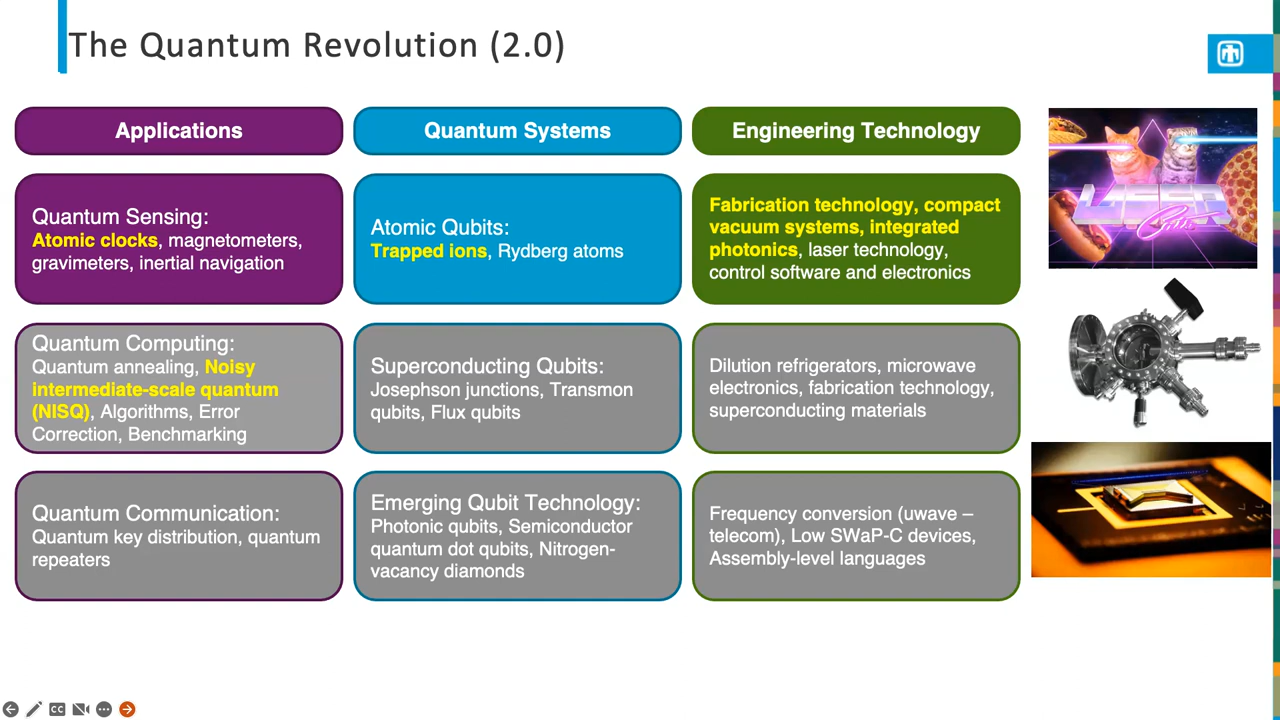 The Quantum Revolution (2.0)
Applications
Quantum Systems
Engineering Technology
Quantum Sensing:
Atomic clocks, magnetometers,
gravimeters, inertial navigation
Atomic Qubits:
Trapped ions, Rydberg atoms
Fabrication technology, compact
vacuum systems, integrated
photonics, laser technology,
control software and electronics
Quantum Computing:
Quantum annealing, Noisy
intermediate-scale quantum
(NISQ), Algorithms, Error
Correction, Benchmarking
Superconducting Qubits:
Josephson junctions, Transmon
qubits, Flux qubits
Dilution refrigerators, microwave
electronics, fabrication technology,
superconducting materials
Quantum Communication:
Quantum key distribution, quantum
repeaters
Emerging Qubit Technology:
Photonic qubits, Semiconductor
quantum dot qubits, Nitrogen-
vacancy diamonds
Frequency conversion (uwave –
telecom), Low SWaP-C devices,
Assembly-level languages
LASER
Cats
CC